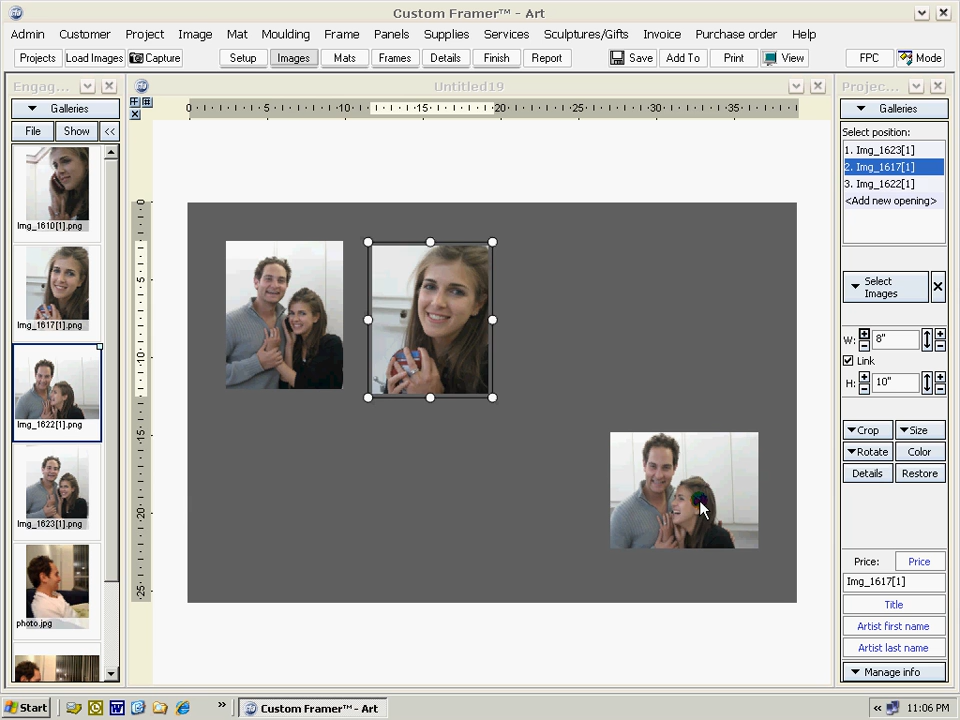 Custom Framer™ - Art
Admin Customer Project Image Mat Moulding Frame Panels Supplies Services Sculptures/Gifts Invoice Purchase order Help
Projects Load Images Capture Setup Images Mats Frames Details Finish Report Save Add To Print View FPC Mode
Engag...
Galleries
File Show <<
Img_1610[1].png
Img_1617[1].png
Img_1622[1].png
Img_1623[1].png
photo.jpg
Untitled19
0 5 10 15 20 25 30 35
0
5
10
15
20
25
Projec...
Galleries
Select position:
1. Img_1623[1]
2. Img_1617[1]
3. Img_1622[1]
<Add new opening>
Select
Images
W: 8"
Link
H: 10"
Crop Size
Rotate Color
Details Restore
Price: Price
Img_1617[1]
Title
Artist first name
Artist last name
Manage info
Start » Custom Framer™ - Art « 11:06 PM